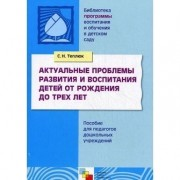 Библиотека
программы
воспитания
и обучения
в детском
саду
С. Н. Теплюк
АКТУАЛЬНЫЕ ПРОБЛЕМЫ
РАЗВИТИЯ И ВОСПИТАНИЯ
ДЕТЕЙ ОТ РОЖДЕНИЯ
ДО ТРЕХ ЛЕТ
Пособие
для педагогов
дошкольных
учреждений